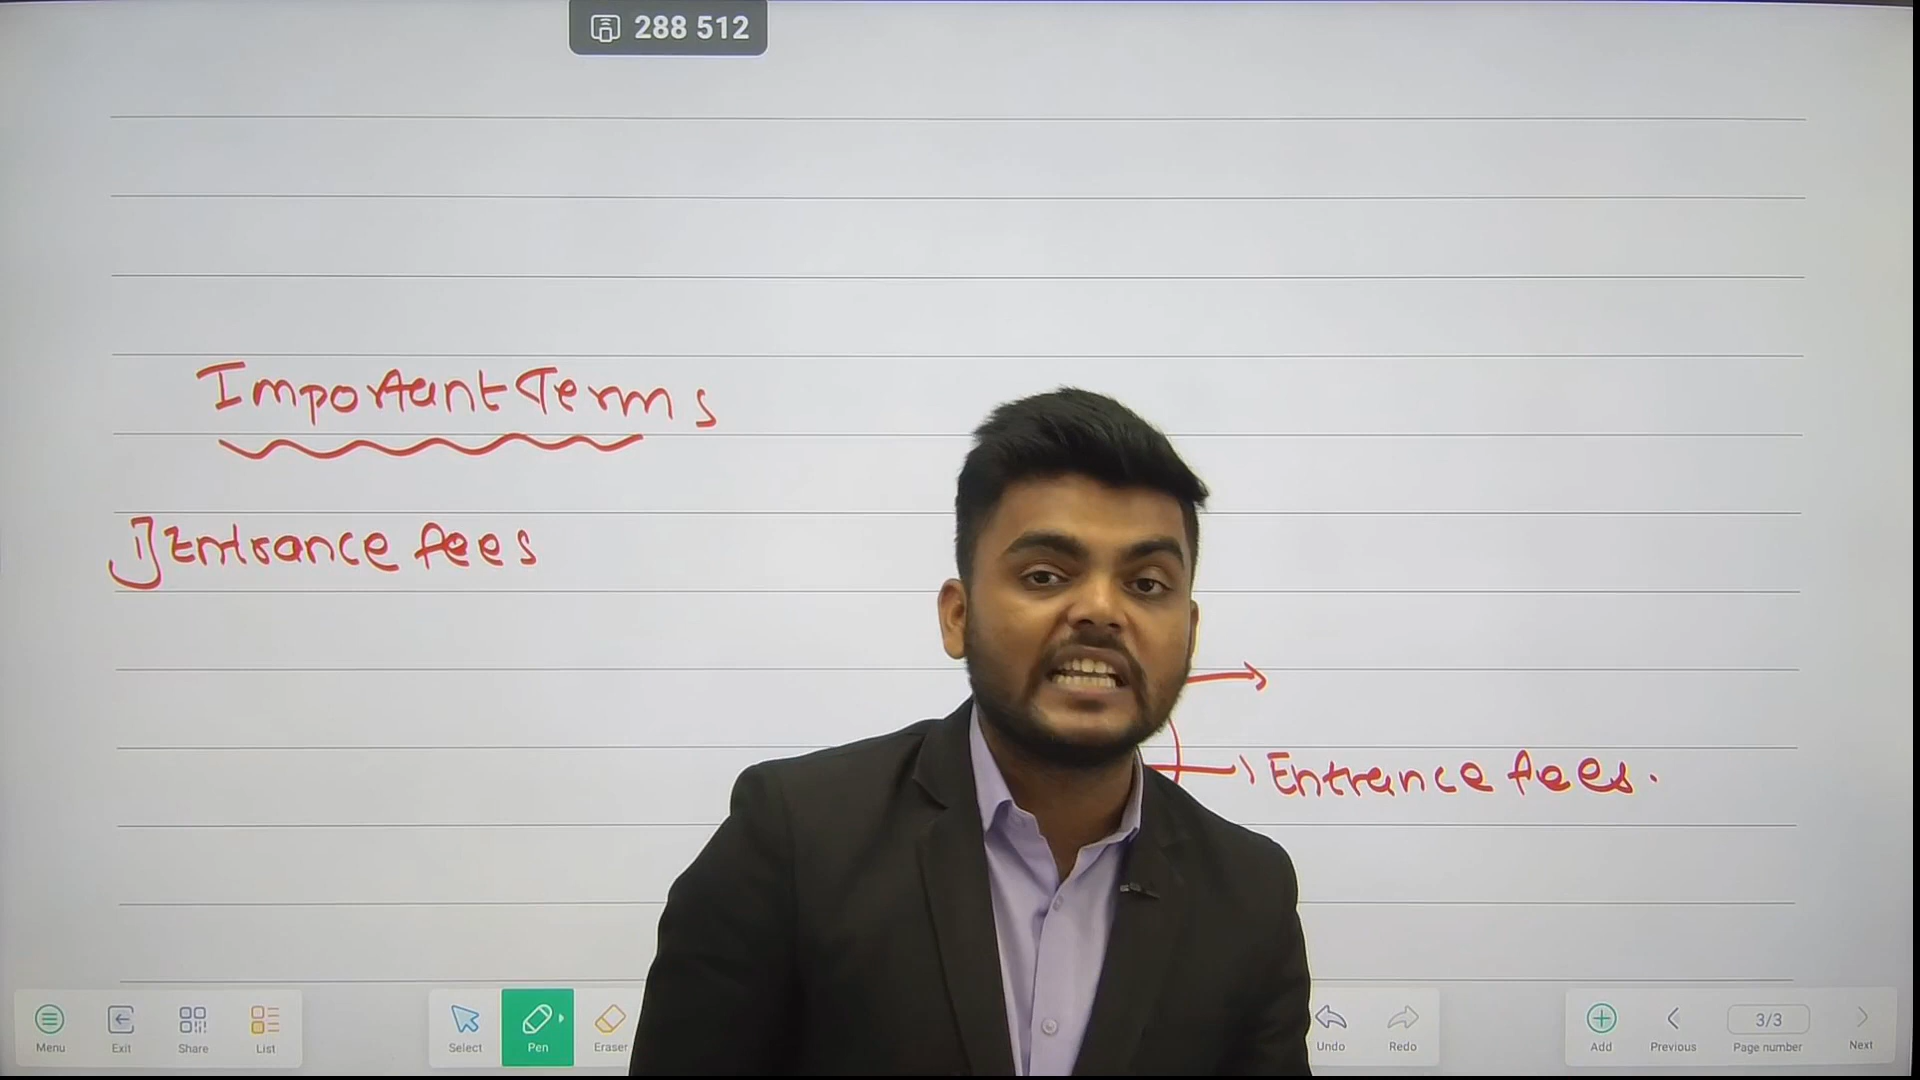 288 512
Important Terms
1] Entrance fees
Entrance fees.
Menu
Exit
Share
List
Select
Pen
Eraser
Undo
Redo
Add
Previous
3/3
Page number
Next